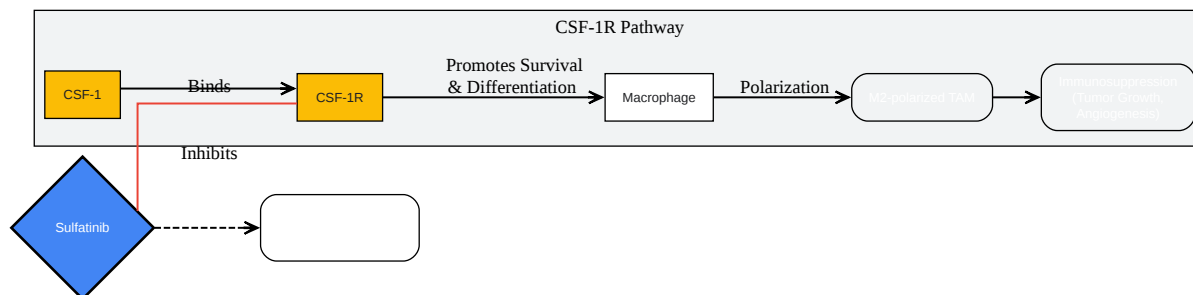 CSF-1R Pathway
Promotes Survival
& Differentiation
CSF-1
Binds
CSF-1R
Macrophage
Polarization
M2-polarized TAM
Immunosuppression
(Tumor Growth,
Angiogenesis)
Inhibits
Sulfatinib